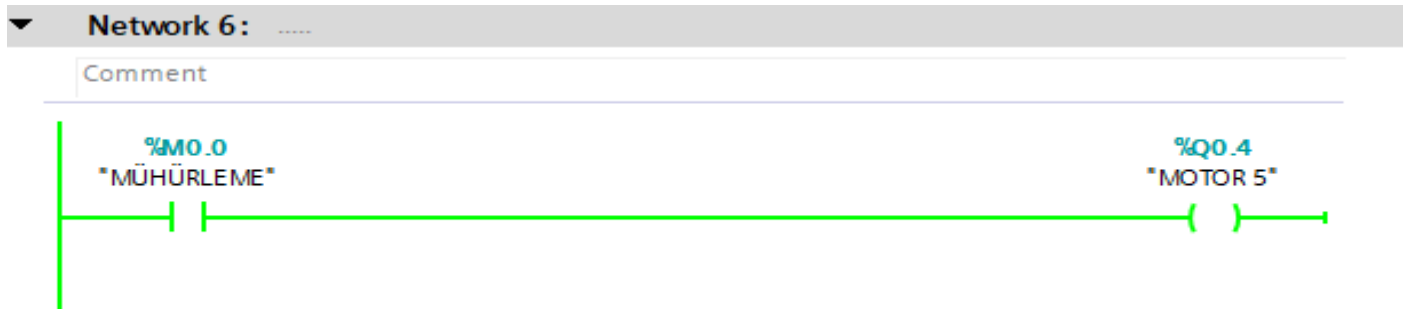 Network 6: .....
Comment
%M0.0 %Q0.4
"MÜHÜRLEME" "MOTOR 5"